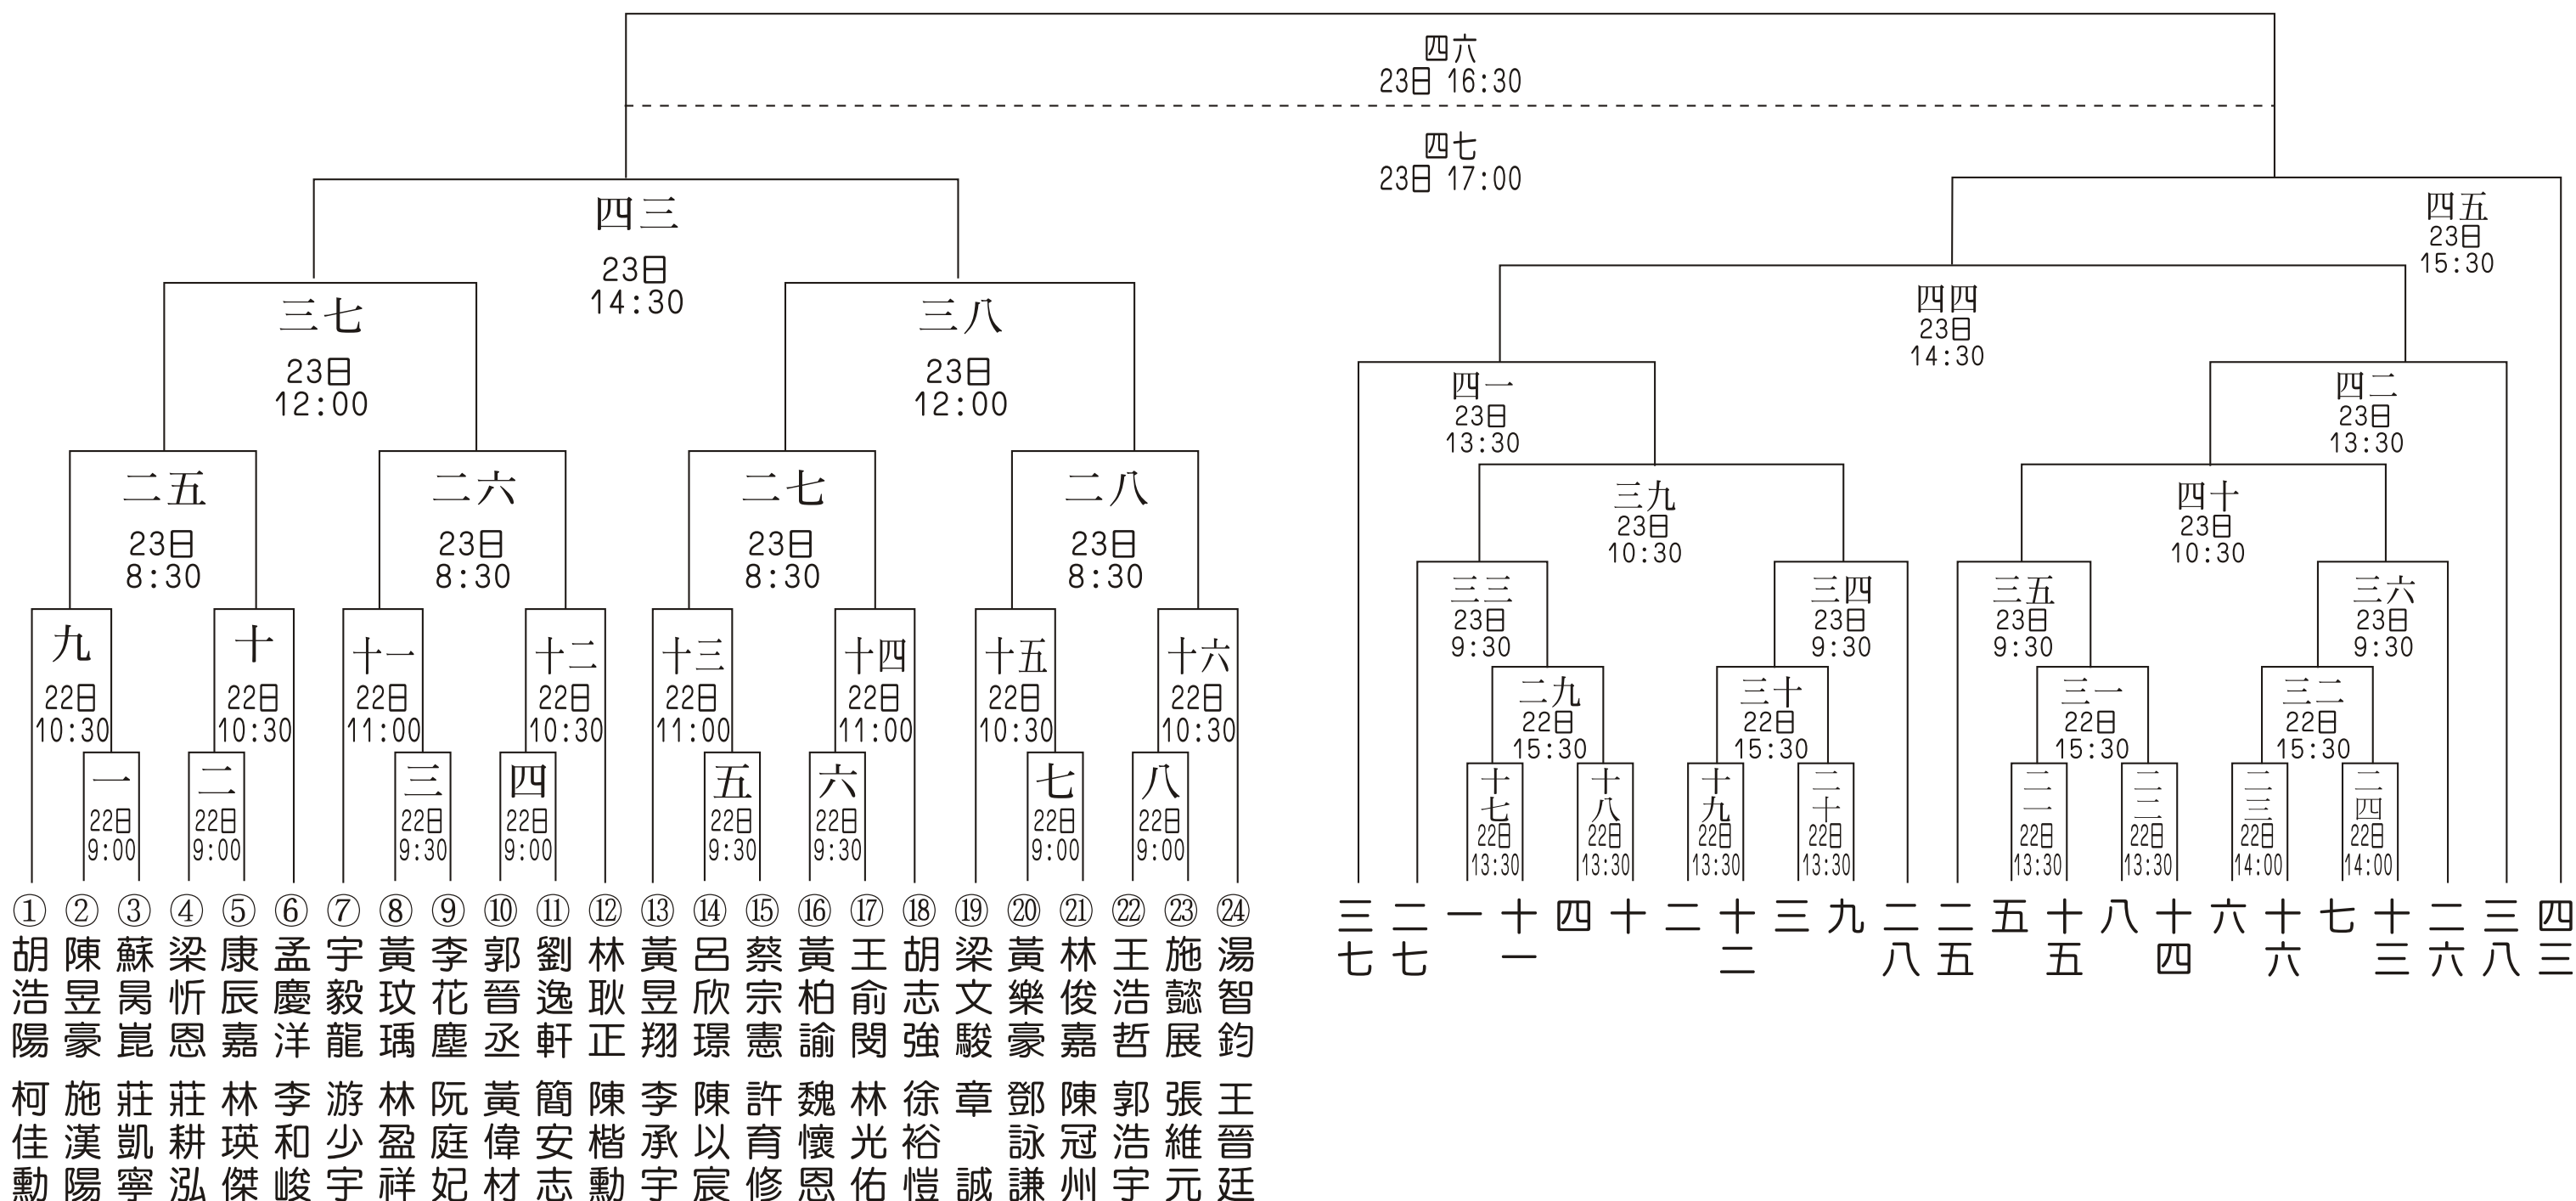 四六
23日 16:30
四七
23日 17:00
四三
23日
14:30
四五
23日
15:30
四四
23日
14:30
三七
23日
12:00
三八
23日
12:00
四一
23日
13:30
四二
23日
13:30
二五
23日
8:30
二六
23日
8:30
二七
23日
8:30
二八
23日
8:30
三九
23日
10:30
四十
23日
10:30
三三
23日
9:30
三四
23日
9:30
三五
23日
9:30
三六
23日
9:30
九
22日
10:30
十
22日
10:30
十一
22日
11:00
十二
22日
10:30
十三
22日
11:00
十四
22日
11:00
十五
22日
10:30
十六
22日
10:30
二九
22日
15:30
三十
22日
15:30
三一
22日
15:30
三二
22日
15:30
一
22日
9:00
二
22日
9:00
三
22日
9:30
四
22日
9:00
五
22日
9:30
六
22日
9:30
七
22日
9:00
八
22日
9:00
十七
22日
13:30
十八
22日
13:30
十九
22日
13:30
二十
22日
13:30
二一
22日
13:30
二二
22日
13:30
二三
22日
14:00
二四
22日
14:00
① 胡浩陽 柯佳勳
② 陳昱豪 施漢陽
③ 蘇昺崑 莊凱寧
④ 梁忻恩 莊耕泓
⑤ 康辰嘉 林瑛傑
⑥ 孟慶洋 李和峻
⑦ 宇毅龍 游少宇
⑧ 黃玟瑀 林盈祥
⑨ 李花塵 阮庭妃
⑩ 郭晉丞 黃偉材
⑪ 劉逸軒 簡安志
⑫ 林耿正 陳楷勳
⑬ 黃昱翔 李承宇
⑭ 呂欣璟 陳以宸
⑮ 蔡宗憲 許育修
⑯ 黃柏諭 魏懷恩
⑰ 王俞閔 林光佑
⑱ 胡志強 徐裕愷
⑲ 梁文駿 章誠
⑳ 黃樂豪 鄧詠謙
㉑ 林俊嘉 陳冠州
㉒ 王浩哲 郭浩宇
㉓ 施懿展 張維元
㉔ 湯智鈞 王晉廷
三七
二七
一
十一
四
十
二
十二
三
九
二八
二五
五
十五
八
十四
六
十六
七
十三
二六
三八
四三